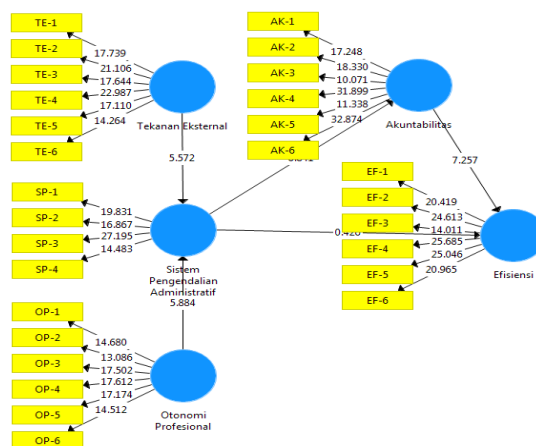 TE-1
TE-2
TE-3
TE-4
TE-5
TE-6
17.739
21.106
17.644
22.987
17.110
14.264
Tekanan Eksternal
5.572
AK-1
AK-2
AK-3
AK-4
AK-5
AK-6
17.248
18.330
10.071
31.899
11.338
32.874
Akuntabilitas
7.257
SP-1
SP-2
SP-3
SP-4
19.831
16.867
27.195
14.483
Sistem
Pengendalian
Administratif
5.884
EF-1
EF-2
EF-3
EF-4
EF-5
EF-6
20.419
24.613
14.011
25.685
25.046
20.965
Efisiensi
OP-1
OP-2
OP-3
OP-4
OP-5
OP-6
14.680
13.086
17.502
17.612
17.174
14.512
Otonomi
Profesional